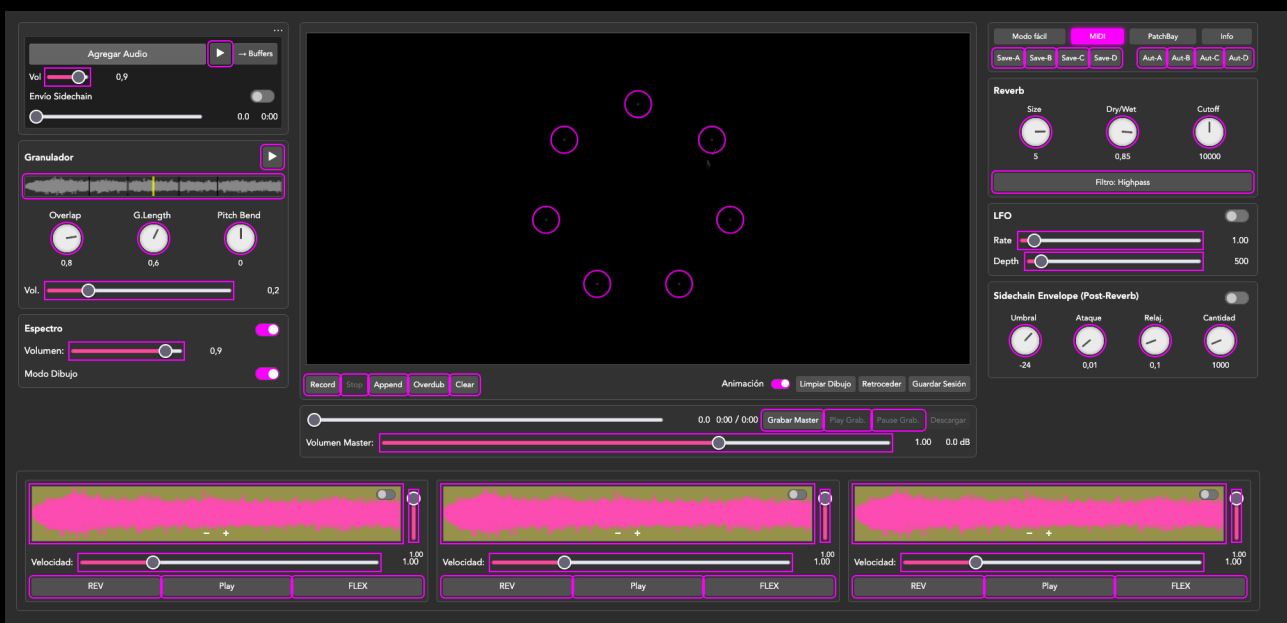 ...
Agregar Audio → Buffers
Vol 0,9
Envío Sidechain
0.0 0:00
Granulador
Overlap G.Length Pitch Bend
0,8 0,6 0
Vol. 0,2
Espectro
Volumen: 0,9
Modo Dibujo
Record Stop Append Overdub Clear
Animación Limpiar Dibujo Retroceder Guardar Sesión
0.0 0:00 / 0:00 Grabar Master Play Grab. Pause Grab. Descargar
Volumen Master: 1.00 0.0 dB
Modo fácil MIDI PatchBay Info
Save-A Save-B Save-C Save-D Aut-A Aut-B Aut-C Aut-D
Reverb
Size Dry/Wet Cutoff
5 0,85 10000
Filtro: Highpass
LFO
Rate 1.00
Depth 500
Sidechain Envelope (Post-Reverb)
Umbral Ataque Relaj. Cantidad
-24 0,01 0,1 1000
− +
1.00
Velocidad: 1.00
REV Play FLEX
− +
1.00
Velocidad: 1.00
REV Play FLEX
− +
1.00
Velocidad: 1.00
REV Play FLEX